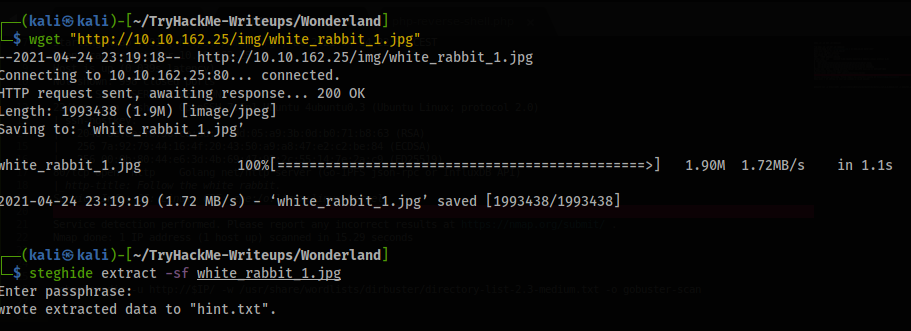 ┌──(kali㉿kali)-[~/TryHackMe-Writeups/Wonderland]
└─$ wget "http://10.10.162.25/img/white_rabbit_1.jpg"
--2021-04-24 23:19:18--  http://10.10.162.25/img/white_rabbit_1.jpg
Connecting to 10.10.162.25:80... connected.
HTTP request sent, awaiting response... 200 OK
Length: 1993438 (1.9M) [image/jpeg]
Saving to: ‘white_rabbit_1.jpg’
white_rabbit_1.jpg 100%[=============================================>] 1.90M 1.72MB/s in 1.1s
2021-04-24 23:19:19 (1.72 MB/s) - ‘white_rabbit_1.jpg’ saved [1993438/1993438]
┌──(kali㉿kali)-[~/TryHackMe-Writeups/Wonderland]
└─$ steghide extract -sf white_rabbit_1.jpg
Enter passphrase:
wrote extracted data to "hint.txt".